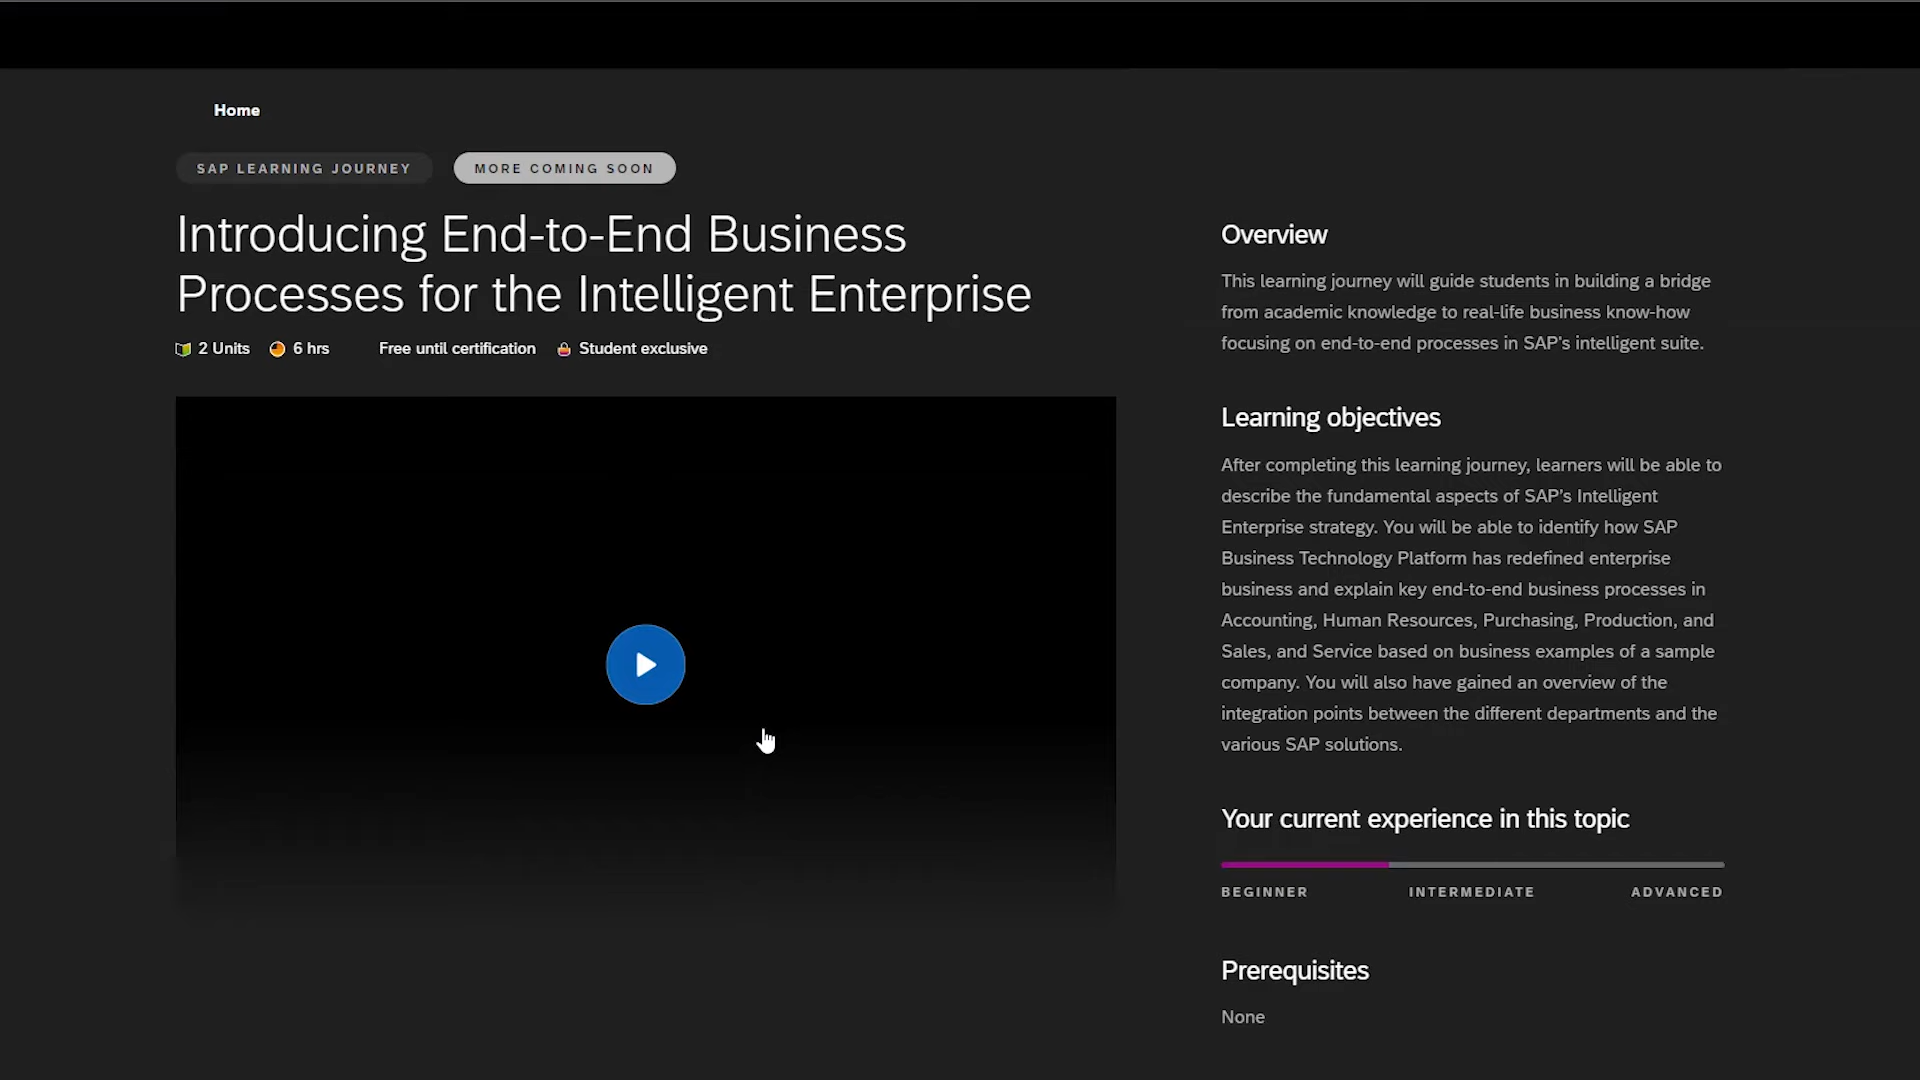 Home
SAP LEARNING JOURNEY
MORE COMING SOON
Introducing End-to-End Business
Processes for the Intelligent Enterprise
2 Units
6 hrs
Free until certification
Student exclusive
Overview
This learning journey will guide students in building a bridge
from academic knowledge to real-life business know-how
focusing on end-to-end processes in SAP's intelligent suite.
Learning objectives
After completing this learning journey, learners will be able to
describe the fundamental aspects of SAP’s Intelligent
Enterprise strategy. You will be able to identify how SAP
Business Technology Platform has redefined enterprise
business and explain key end-to-end business processes in
Accounting, Human Resources, Purchasing, Production, and
Sales, and Service based on business examples of a sample
company. You will also have gained an overview of the
integration points between the different departments and the
various SAP solutions.
Your current experience in this topic
BEGINNER
INTERMEDIATE
ADVANCED
Prerequisites
None